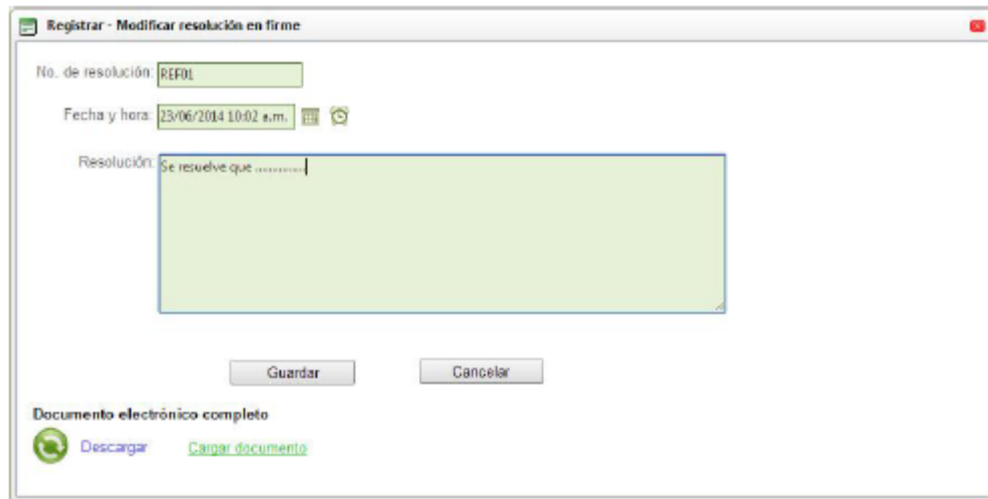 Registrar - Modificar resolución en firme
No. de resolución: REF01
Fecha y hora: 23/06/2014 10:02 a.m.
Resolución: Se resuelve que .............
Guardar Cancelar
Documento electrónico completo
Descargar Cargar documento